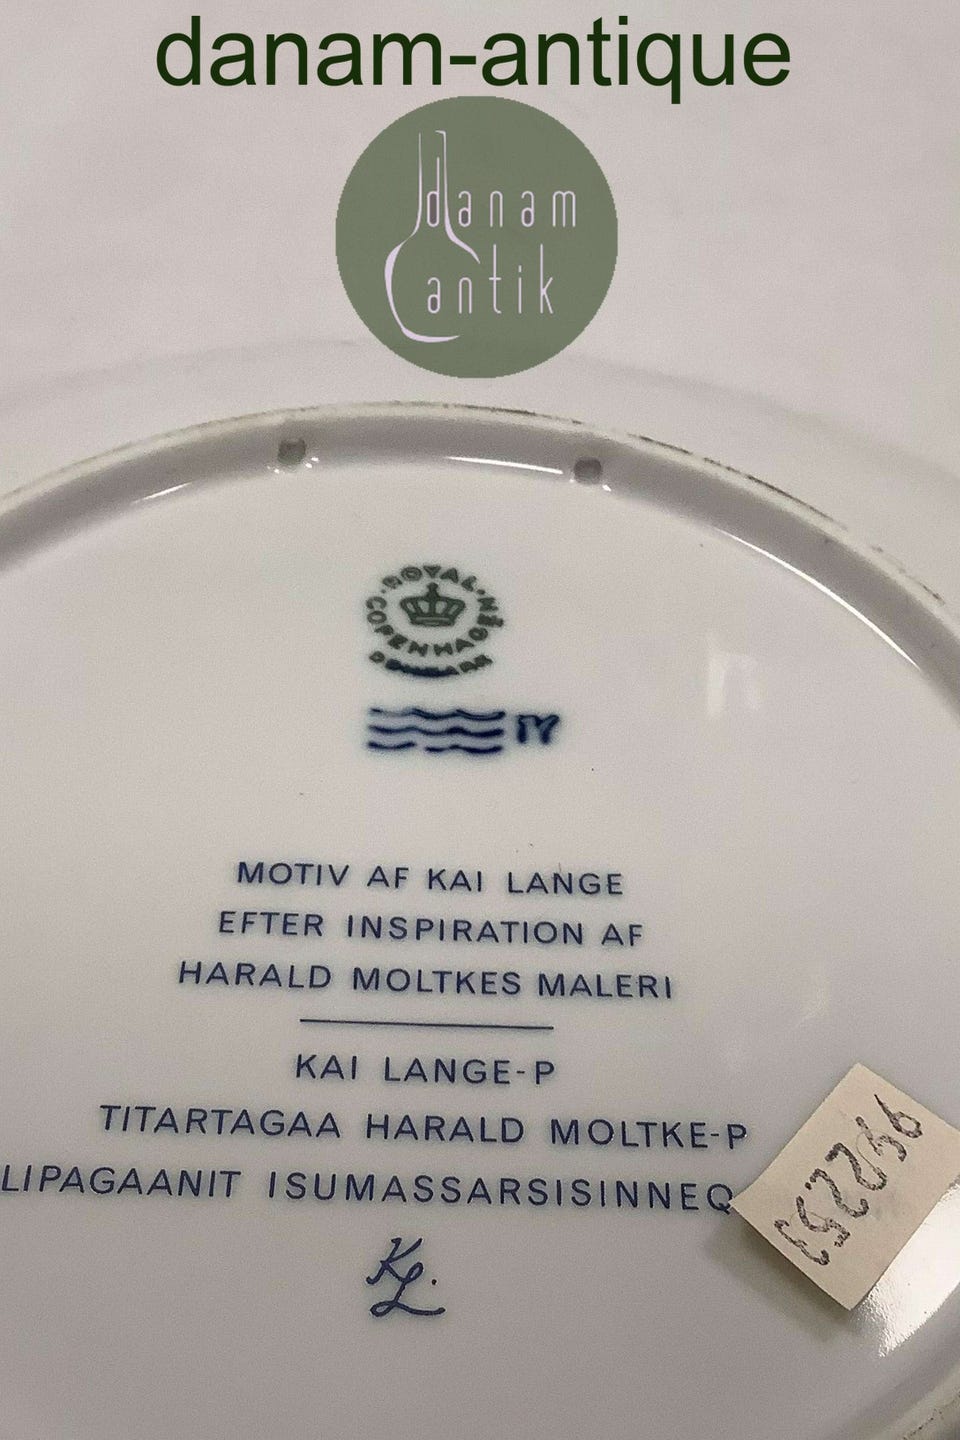 danam-antique
danam
antik
ROYAL
COPENHAGEN
DENMARK
MOTIV AF KAI LANGE
EFTER INSPIRATION AF
HARALD MOLTKES MALERI
KAI LANGE-P
TITARTAGAA HARALD MOLTKE-P
LIPAGAANIT ISUMASSARSISINNEQ
KL.